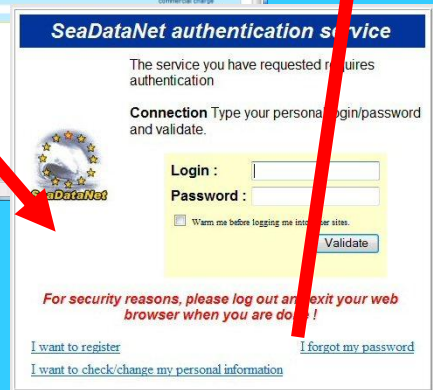 commercial charge
SeaDataNet authentication service
The service you have requested requires
authentication
Connection Type your personal login/password
and validate.
Login :
Password :
SeaDataNet
Warm me before logging me into other sites.
Validate
For security reasons, please log out and exit your web
browser when you are done !
I want to register
I forgot my password
I want to check/change my personal information